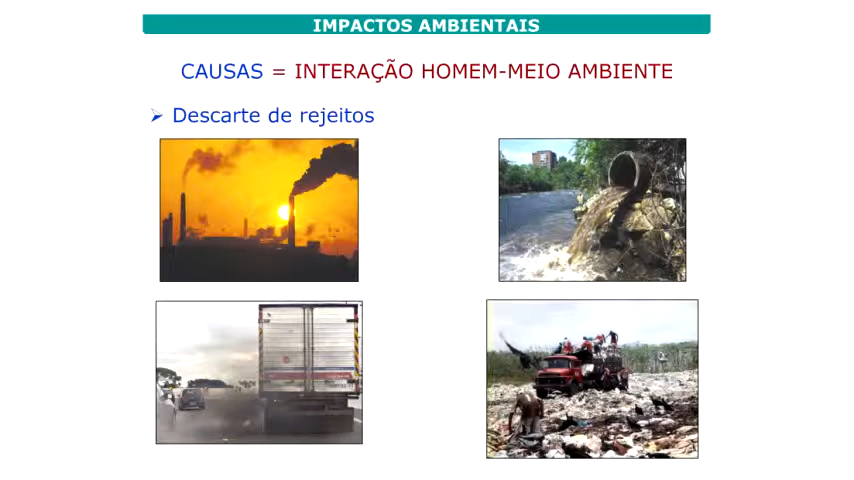 IMPACTOS AMBIENTAIS
CAUSAS = INTERAÇÃO HOMEM-MEIO AMBIENTE
Descarte de rejeitos